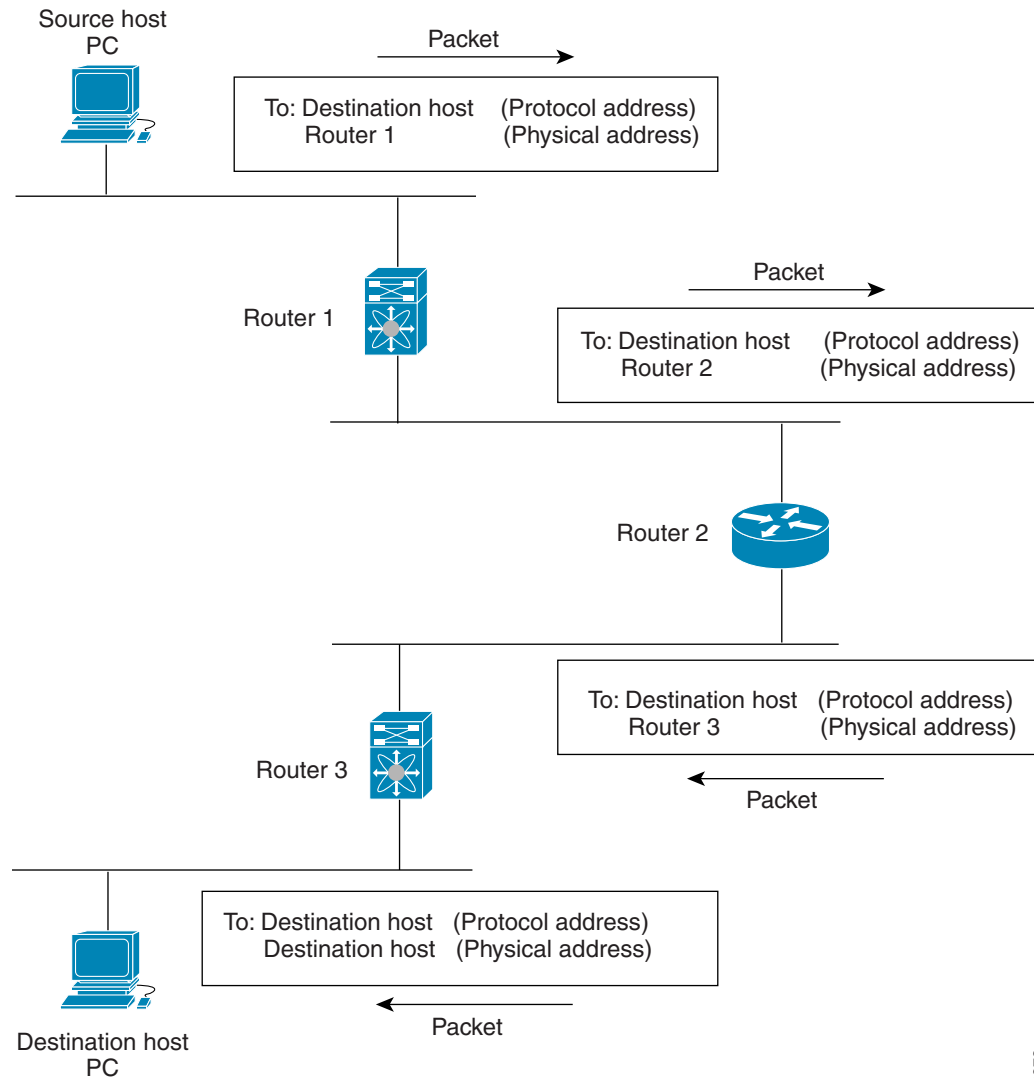 Source host
PC
Packet
To: Destination host (Protocol address)
Router 1 (Physical address)
Router 1
Packet
To: Destination host (Protocol address)
Router 2 (Physical address)
Router 2
To: Destination host (Protocol address)
Router 3 (Physical address)
Router 3
Packet
To: Destination host (Protocol address)
Destination host (Physical address)
Packet
Destination host
PC